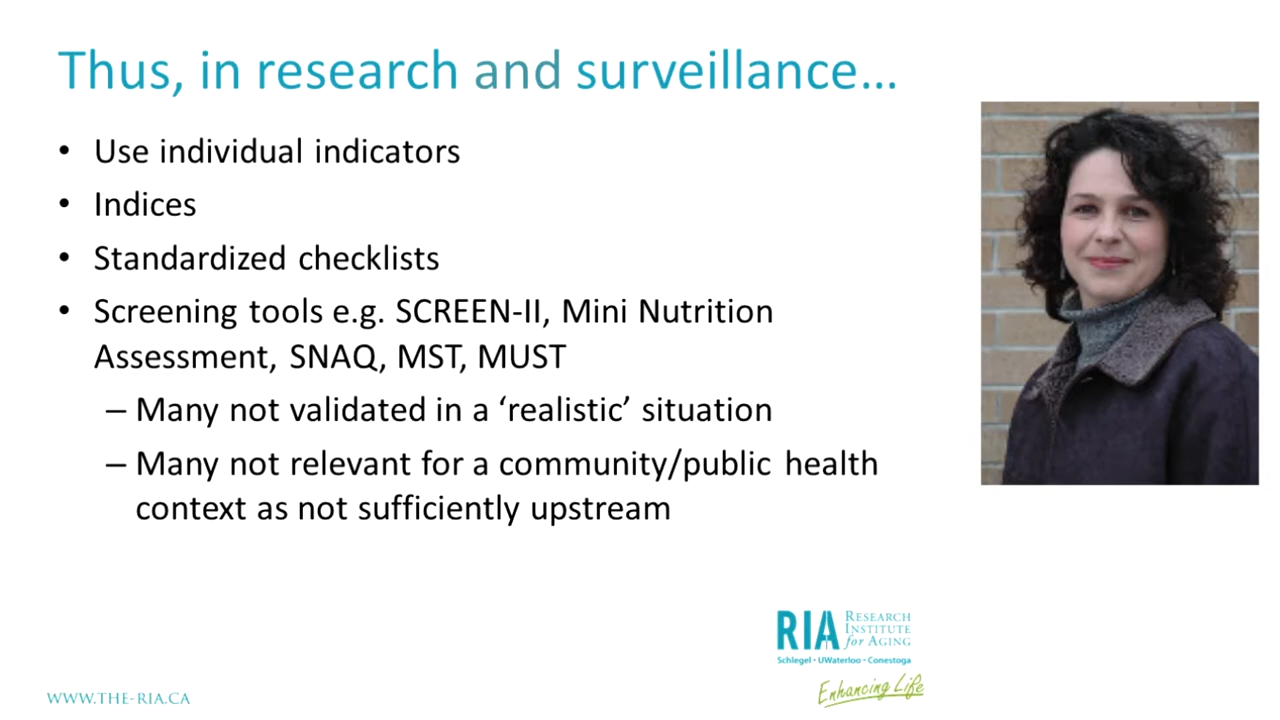 Thus, in research and surveillance…
• Use individual indicators
• Indices
• Standardized checklists
• Screening tools e.g. SCREEN-II, Mini Nutrition
Assessment, SNAQ, MST, MUST
– Many not validated in a ‘realistic’ situation
– Many not relevant for a community/public health
context as not sufficiently upstream
RIA RESEARCH
INSTITUTE
for AGING
Schlegel • UWaterloo • Conestoga
Enhancing Life
WWW.THE-RIA.CA